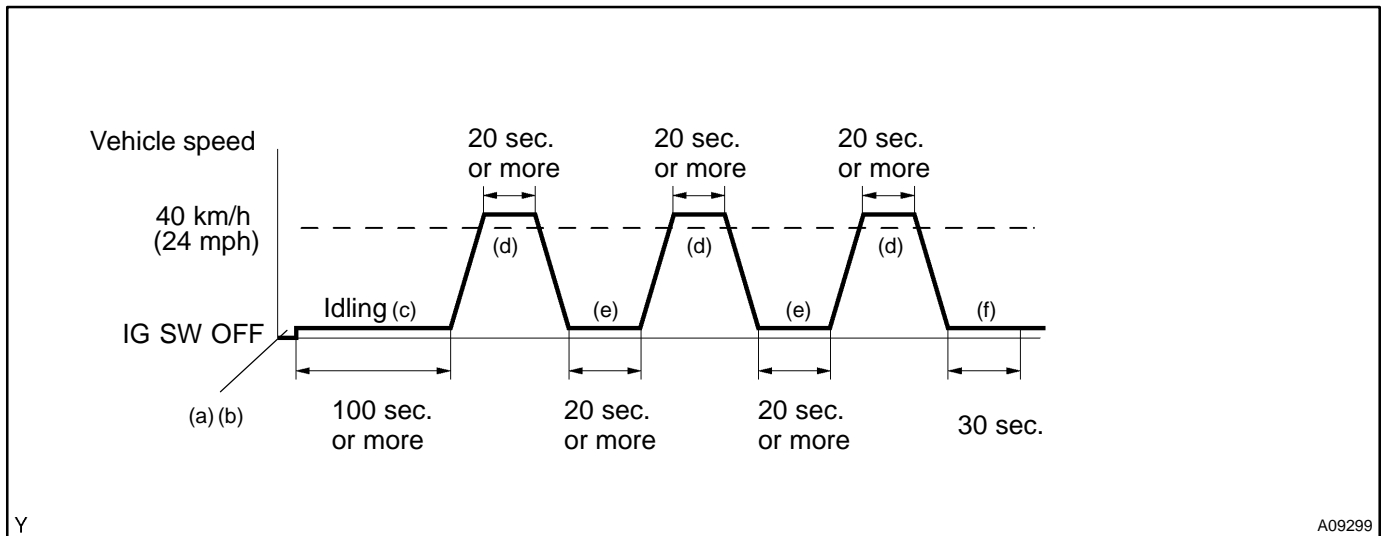 Vehicle speed
20 sec.
or more
20 sec.
or more
20 sec.
or more
40 km/h
(24 mph)
(d)
(d)
(d)
Idling (c)
(e)
(e)
(f)
IG SW OFF
(a) (b)
100 sec.
or more
20 sec.
or more
20 sec.
or more
30 sec.
Y
A09299